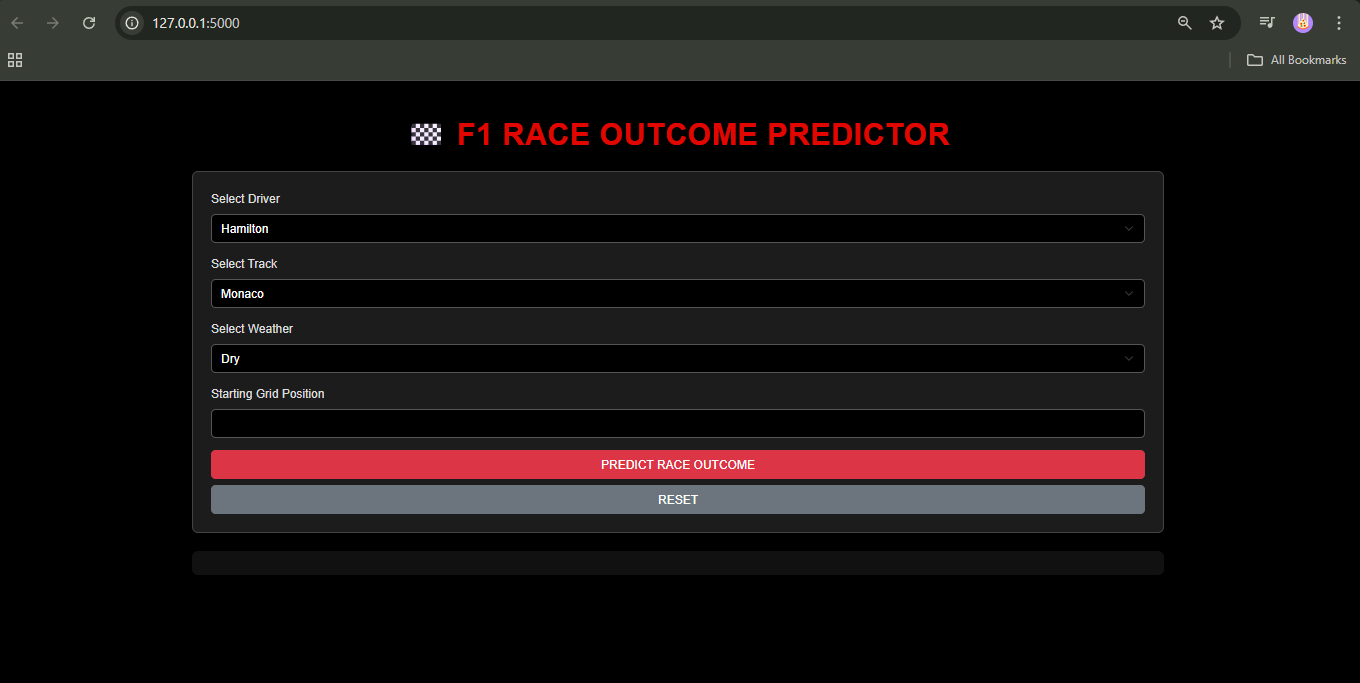 127.0.0.1:5000
All Bookmarks
F1 RACE OUTCOME PREDICTOR
Select Driver
Hamilton
Select Track
Monaco
Select Weather
Dry
Starting Grid Position
PREDICT RACE OUTCOME
RESET